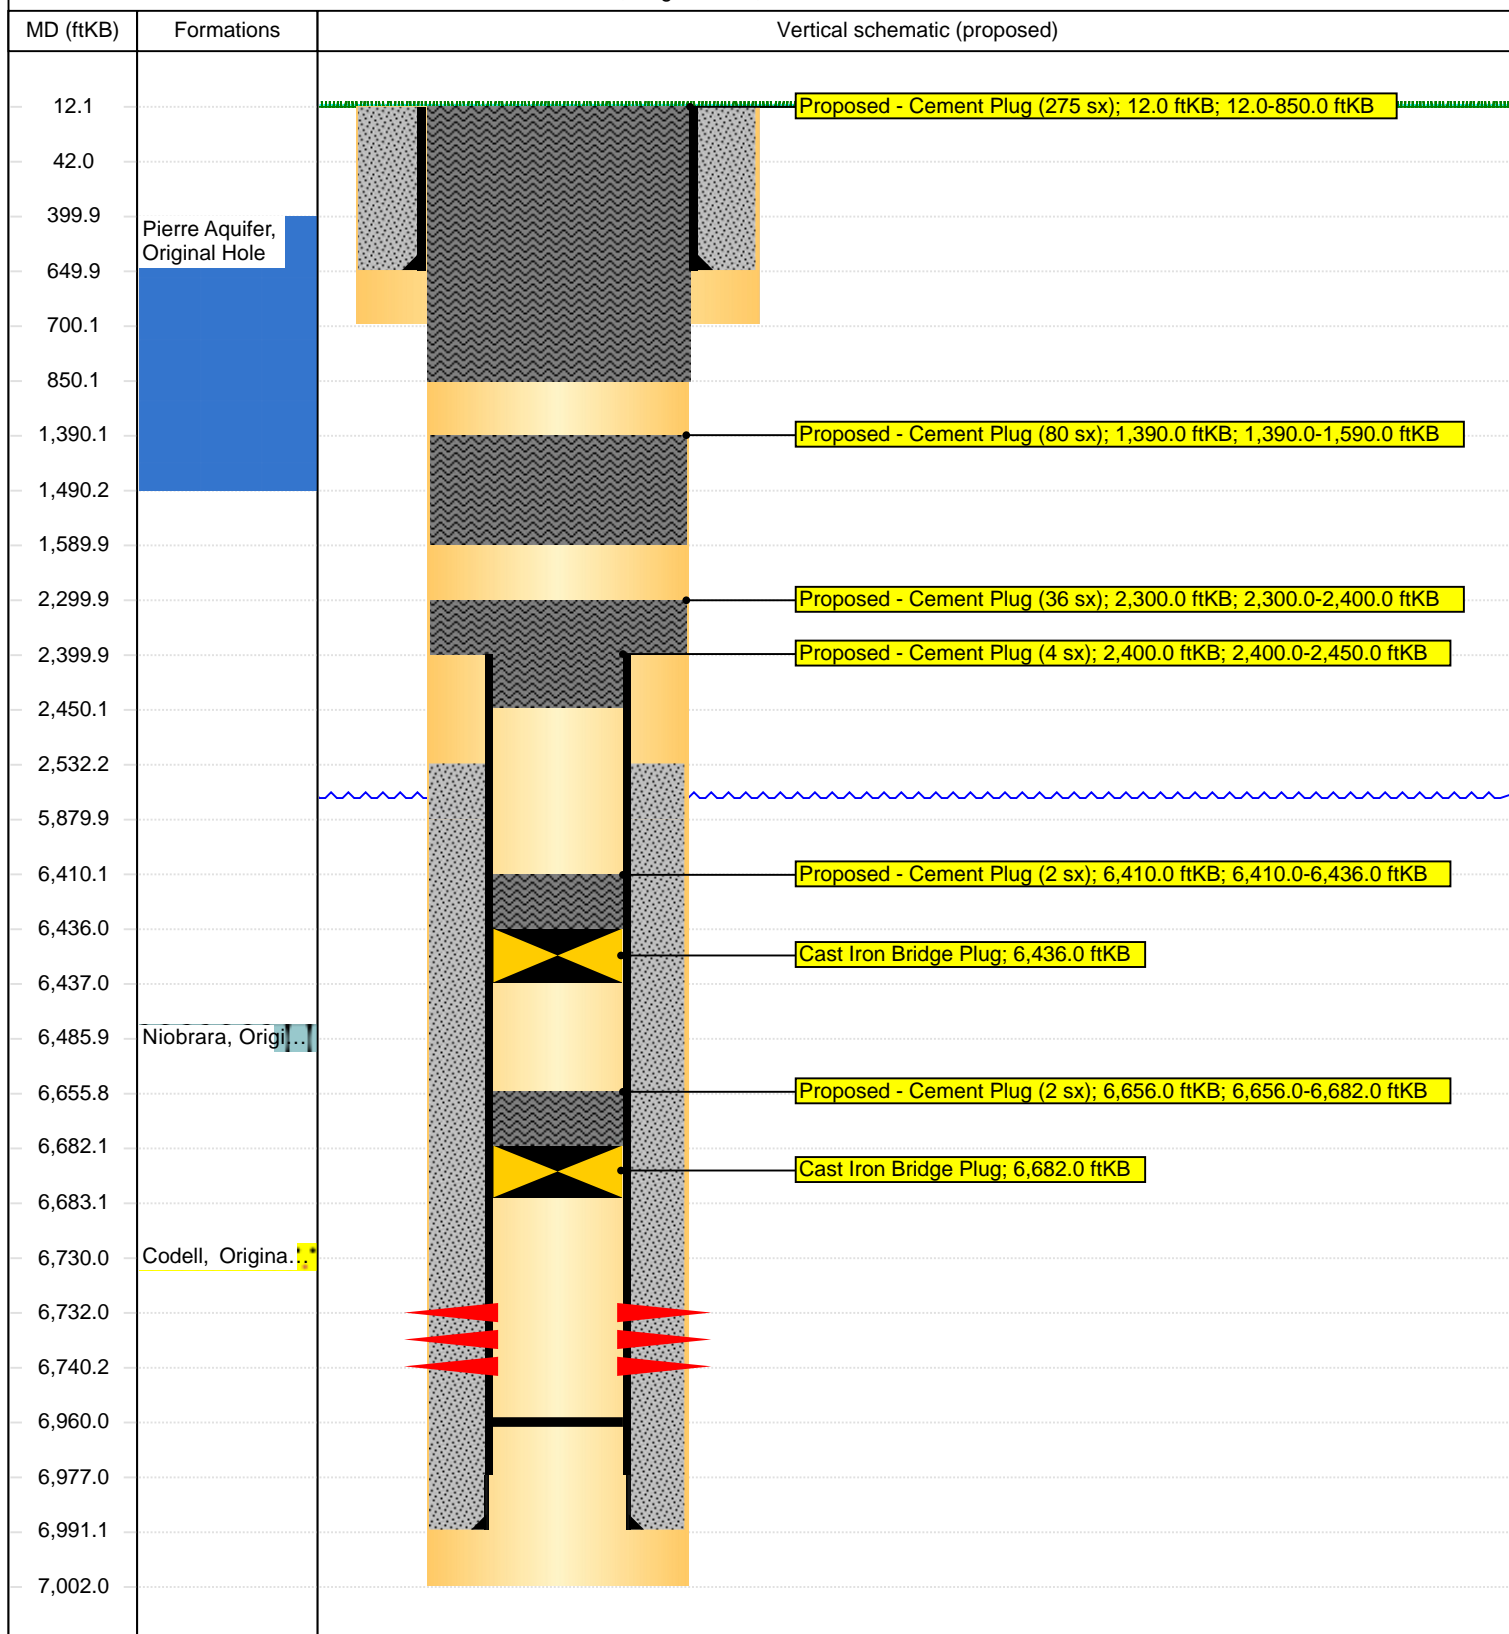 MD (ftKB) Formations Vertical schematic (proposed)
12.1 Proposed - Cement Plug (275 sx); 12.0 ftKB; 12.0-850.0 ftKB
42.0
399.9
Pierre Aquifer,
Original Hole
649.9
700.1
850.1
1,390.1 Proposed - Cement Plug (80 sx); 1,390.0 ftKB; 1,390.0-1,590.0 ftKB
1,490.2
1,589.9
2,299.9 Proposed - Cement Plug (36 sx); 2,300.0 ftKB; 2,300.0-2,400.0 ftKB
2,399.9 Proposed - Cement Plug (4 sx); 2,400.0 ftKB; 2,400.0-2,450.0 ftKB
2,450.1
2,532.2
5,879.9
6,410.1 Proposed - Cement Plug (2 sx); 6,410.0 ftKB; 6,410.0-6,436.0 ftKB
6,436.0
Cast Iron Bridge Plug; 6,436.0 ftKB
6,437.0
6,485.9 Niobrara, Origi...
6,655.8 Proposed - Cement Plug (2 sx); 6,656.0 ftKB; 6,656.0-6,682.0 ftKB
6,682.1
Cast Iron Bridge Plug; 6,682.0 ftKB
6,683.1
6,730.0 Codell, Origina...
6,732.0
6,740.2
6,960.0
6,977.0
6,991.1
7,002.0